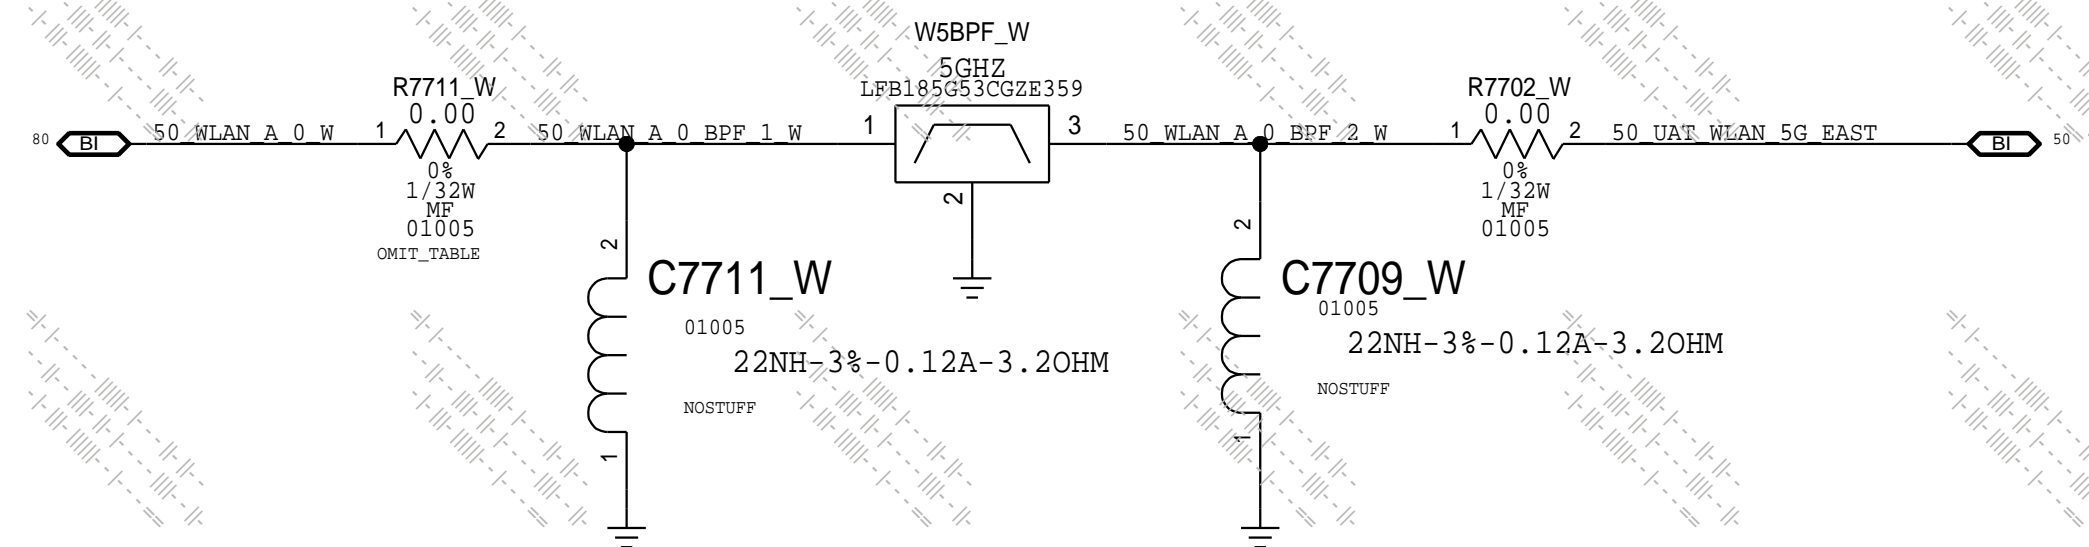 W5BPF_W
5GHZ
LFB185G53CGZE359
R7711_W
0.00
R7702_W
0.00
80
BI
50_WLAN_A_0_W
1
2
50_WLAN_A_0_BPF_1_W
1
3
50_WLAN_A_0_BPF_2_W
1
2
50_UAT_WLAN_5G_EAST
BI
50
0%
1/32W
MF
01005
OMIT_TABLE
2
0%
1/32W
MF
01005
2
C7711_W
01005
22NH-3%-0.12A-3.2OHM
NOSTUFF
1
2
C7709_W
01005
22NH-3%-0.12A-3.2OHM
NOSTUFF
1